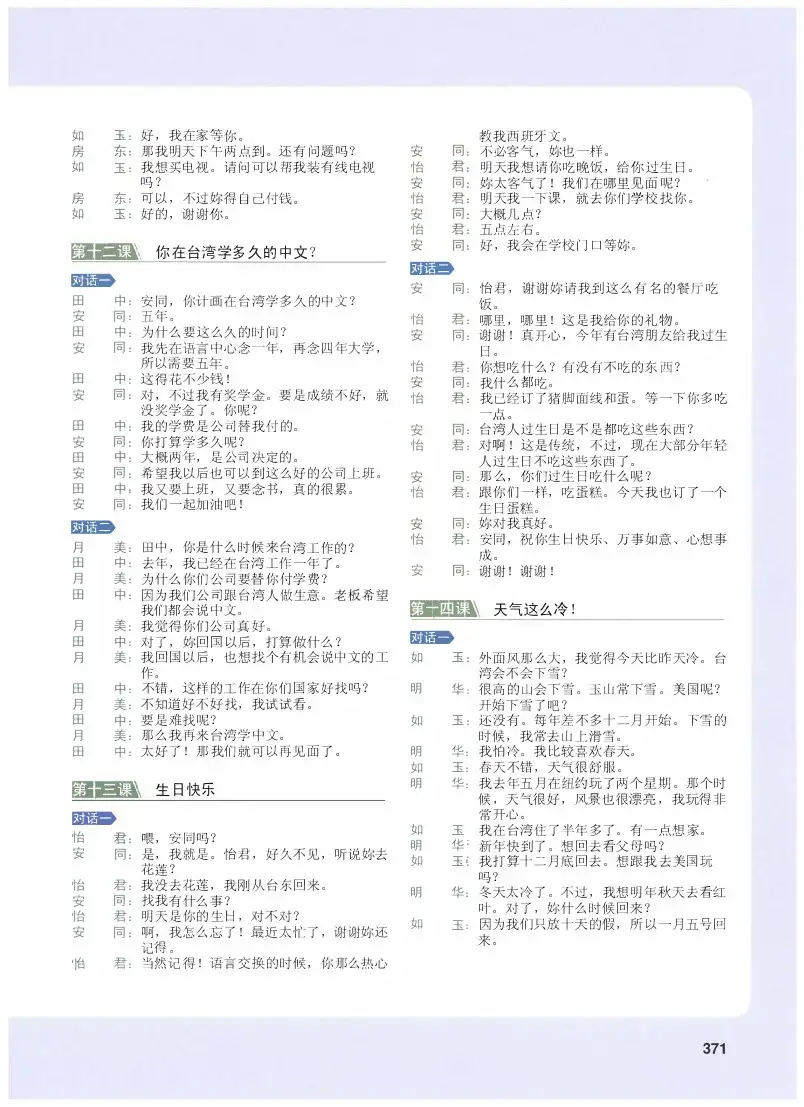 如 玉：好，我在家等你。
房 东：那我明天下午两点到。还有问题吗？
如 玉：我想买电视。请问可以帮我装有线电视
吗？
房 东：可以，不过妳得自己付钱。
如 玉：好的，谢谢你。
第十二课 你在台湾学多久的中文？
对话一
田 中：安同，你计画在台湾学多久的中文？
安 同：五年。
田 中：为什么要这么久的时间？
安 同：我先在语言中心念一年，再念四年大学，
所以需要五年。
田 中：这得花不少钱！
安 同：对，不过我有奖学金。要是成绩不好，就
没奖学金了。你呢？
田 中：我的学费是公司替我付的。
安 同：你打算学多久呢？
田 中：大概两年，是公司决定的。
安 同：希望我以后也可以到这么好的公司上班。
田 中：我又要上班，又要念书，真的很累。
安 同：我们一起加油吧！
对话二
月 美：田中，你是什么时候来台湾工作的？
田 中：去年，我已经在台湾工作一年了。
月 美：为什么你们公司要替你付学费？
田 中：因为我们公司跟台湾人做生意。老板希望
我们都会说中文。
月 美：我觉得你们公司真好。
田 中：对了，妳回国以后，打算做什么？
月 美：我回国以后，也想找个有机会说中文的工
作。
田 中：不错，这样的工作在你们国家好找吗？
月 美：不知道好不好找，我试试看。
田 中：要是难找呢？
月 美：那么我再来台湾学中文。
田 中：太好了！那我们就可以再见面了。
第十三课 生日快乐
对话一
怡 君：喂，安同吗？
安 同：是，我就是。怡君，好久不见，听说妳去
花莲？
怡 君：我没去花莲，我刚从台东回来。
安 同：找我有什么事？
怡 君：明天是你的生日，对不对？
安 同：啊，我怎么忘了！最近太忙了，谢谢妳还
记得。
怡 君：当然记得！语言交换的时候，你那么热心
教我西班牙文。
安 同：不必客气，妳也一样。
怡 君：明天我想请你吃晚饭，给你过生日。
安 同：妳太客气了！我们在哪里见面呢？
怡 君：明天我一下课，就去你们学校找你。
安 同：大概几点？
怡 君：五点左右。
安 同：好，我会在学校门口等妳。
对话二
安 同：怡君，谢谢妳请我到这么有名的餐厅吃
饭。
怡 君：哪里，哪里！这是我给你的礼物。
安 同：谢谢！真开心，今年有台湾朋友给我过生
日。
怡 君：你想吃什么？有没有不吃的东西？
安 同：我什么都吃。
怡 君：我已经订了猪脚面线和蛋。等一下你多吃
一点。
安 同：台湾人过生日是不是都吃这些东西？
怡 君：对啊！这是传统，不过，现在大部分年轻
人过生日不吃这些东西了。
安 同：那么，你们过生日吃什么呢？
怡 君：跟你们一样，吃蛋糕。今天我也订了一个
生日蛋糕。
安 同：妳对我真好。
怡 君：安同，祝你生日快乐、万事如意、心想事
成。
安 同：谢谢！谢谢！
第十四课 天气这么冷！
对话一
如 玉：外面风那么大，我觉得今天比昨天冷。台
湾会不会下雪？
明 华：很高的山会下雪。玉山常下雪。美国呢？
开始下雪了吧？
如 玉：还没有。每年差不多十二月开始。下雪的
时候，我常去山上滑雪。
明 华：我怕冷。我比较喜欢春天。
如 玉：春天不错，天气很舒服。
明 华：我去年五月在纽约玩了两个星期。那个时
候，天气很好，风景也很漂亮，我玩得非
常开心。
如 玉 我在台湾住了半年多了。有一点想家。
明 华：新年快到了。想回去看父母吗？
如 玉：我打算十二月底回去。想跟我去美国玩
吗？
明 华：冬天太冷了。不过，我想明年秋天去看红
叶。对了，妳什么时候回来？
如 玉：因为我们只放十天的假，所以一月五号回
来。
371